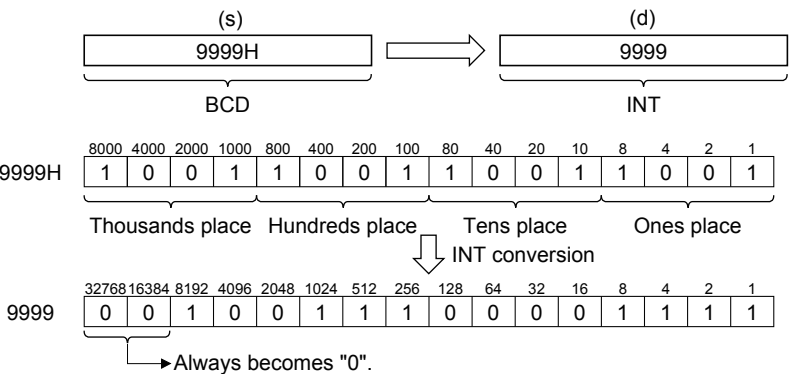 (s) (d)
9999H 9999
BCD INT
8000 4000 2000 1000 800 400 200 100 80 40 20 10 8 4 2 1
9999H 1 0 0 1 1 0 0 1 1 0 0 1 1 0 0 1
Thousands place Hundreds place Tens place Ones place
INT conversion
32768 16384 8192 4096 2048 1024 512 256 128 64 32 16 8 4 2 1
9999 0 0 1 0 0 1 1 1 0 0 0 0 1 1 1 1
Always becomes "0".